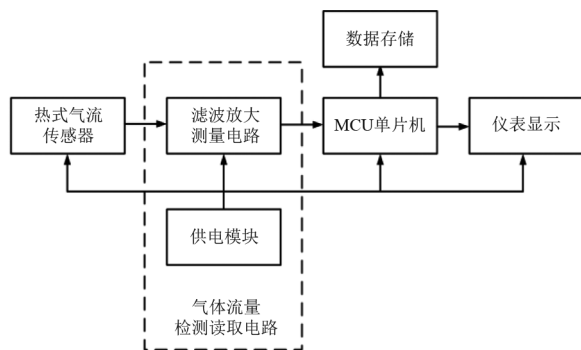 数据存储
热式气流
传感器
滤波放大
测量电路
MCU单片机
仪表显示
供电模块
气体流量
检测读取电路